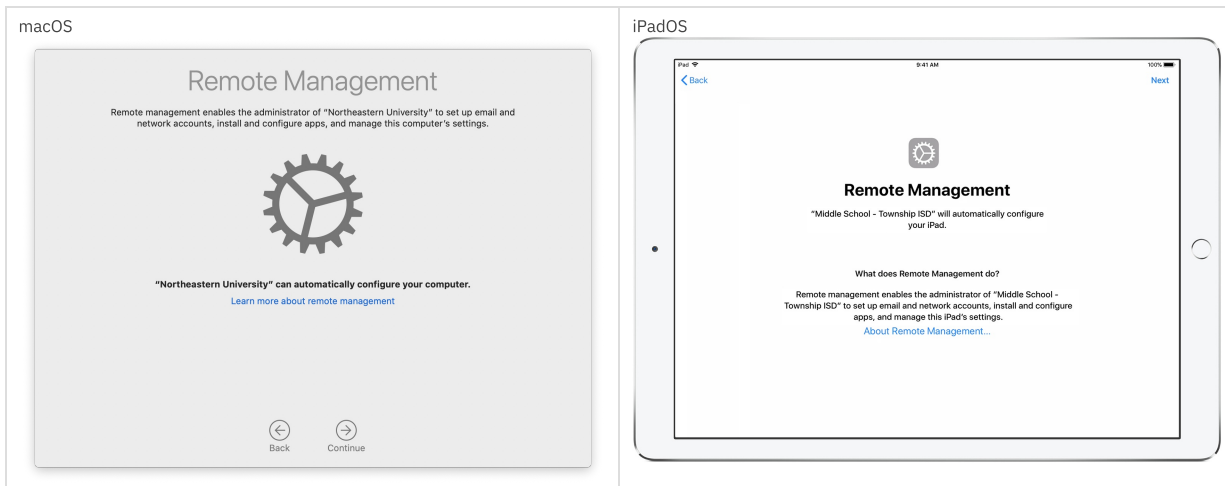 macOS
Remote Management
Remote management enables the administrator of “Northeastern University” to set up email and
network accounts, install and configure apps, and manage this computer’s settings.
“Northeastern University” can automatically configure your computer.
Learn more about remote management
Back
Continue
iPadOS
iPad
9:41 AM
100%
Back
Next
Remote Management
“Middle School - Township ISD” will automatically configure
your iPad.
What does Remote Management do?
Remote management enables the administrator of “Middle School -
Township ISD” to set up email and network accounts, install and configure
apps, and manage this iPad’s settings.
About Remote Management...